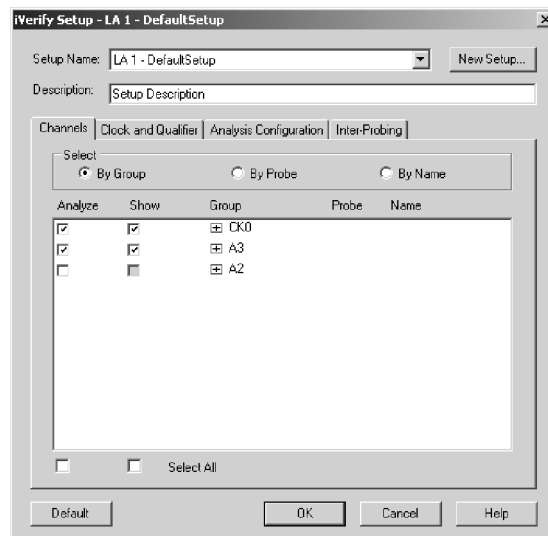 iVerify Setup - LA 1 - DefaultSetup
Setup Name: LA 1 - DefaultSetup New Setup...
Description: Setup Description
Channels Clock and Qualifier Analysis Configuration Inter-Probing
Select
By Group By Probe By Name
Analyze Show Group Probe Name
CK0
A3
A2
Select All
Default OK Cancel Help